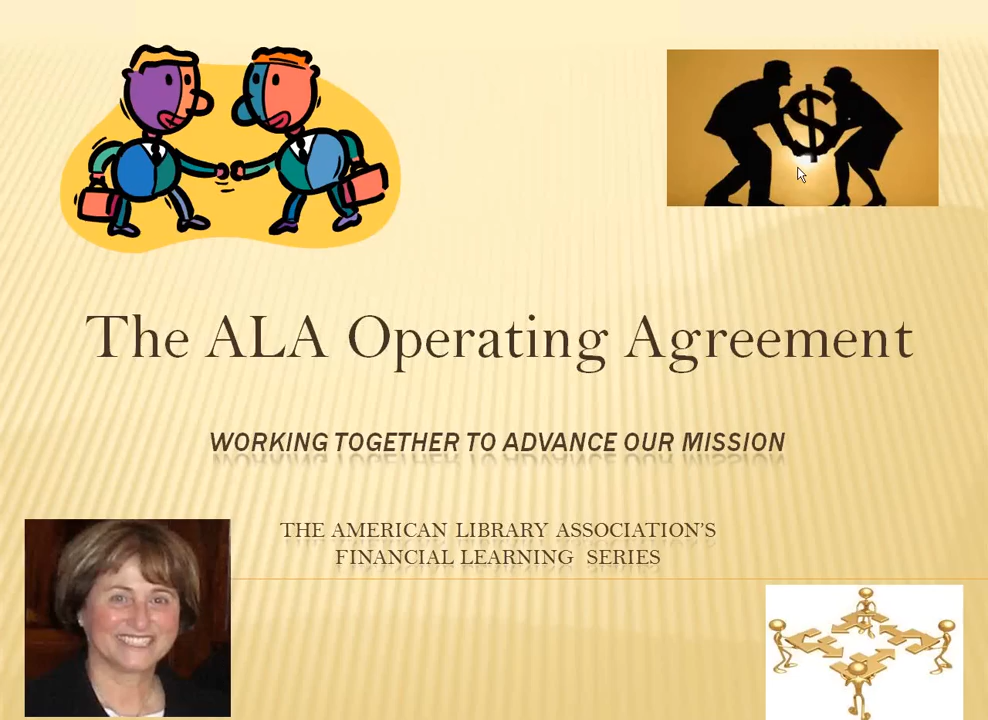 The ALA Operating Agreement
WORKING TOGETHER TO ADVANCE OUR MISSION
THE AMERICAN LIBRARY ASSOCIATION'S
FINANCIAL LEARNING SERIES
$